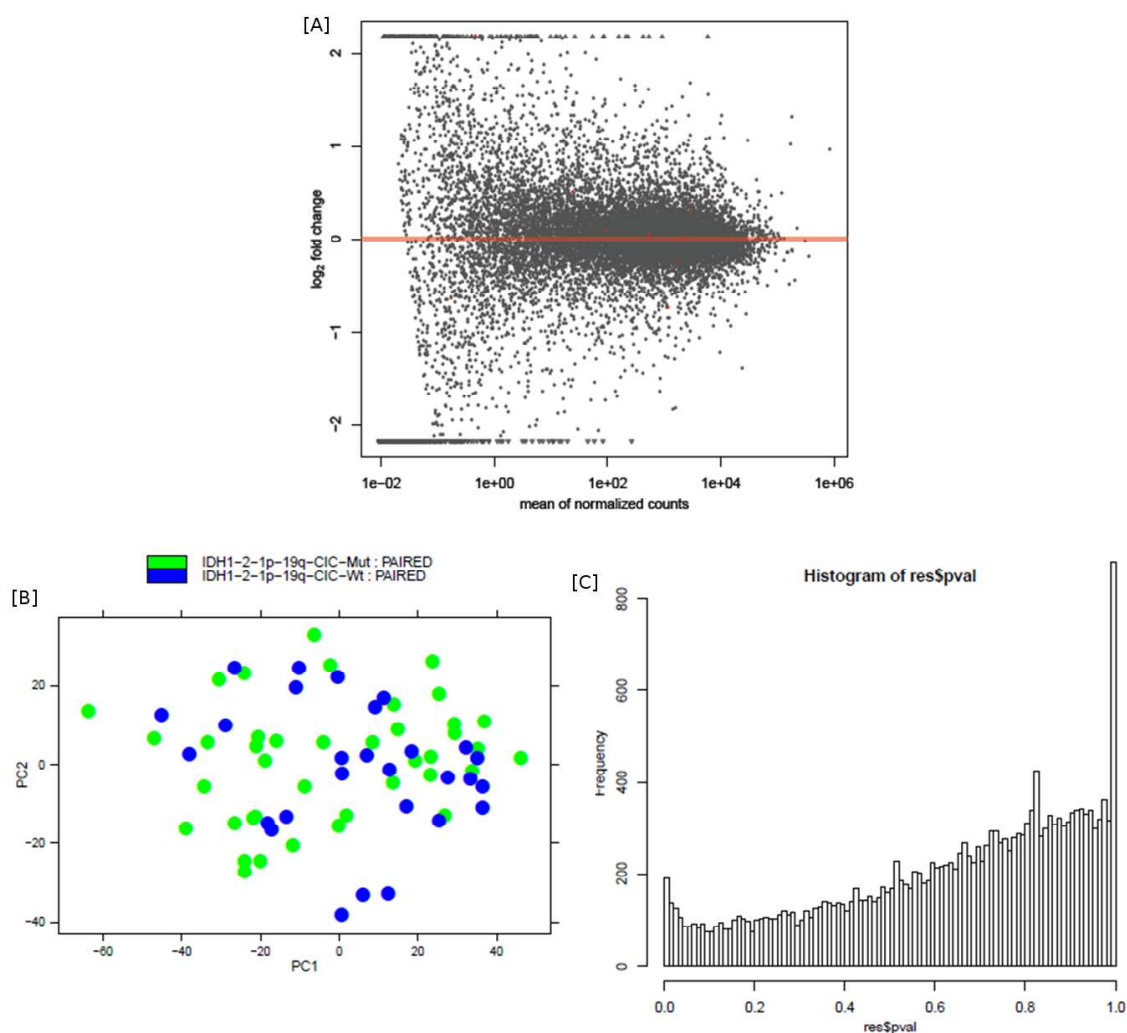 [A]
2
1
0
−1
−2
log2 fold change
1e−02 1e+00 1e+02 1e+04 1e+06
mean of normalized counts
IDH1−2−1p−19q−CIC−Mut : PAIRED
IDH1−2−1p−19q−CIC−Wt : PAIRED
[B]
20
0
−20
−40
PC2
−60 −40 −20 0 20 40
PC1
[C]
Histogram of res$pval
800
600
400
200
0
Frequency
0.0 0.2 0.4 0.6 0.8 1.0
res$pval